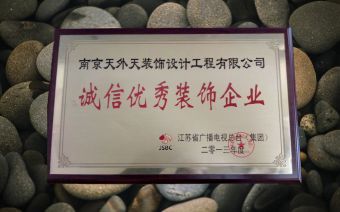 南京天外天装饰设计工程有限公司
诚信优秀装饰企业
JSBC
江苏省广播电视总台（集团）
二〇一三年度